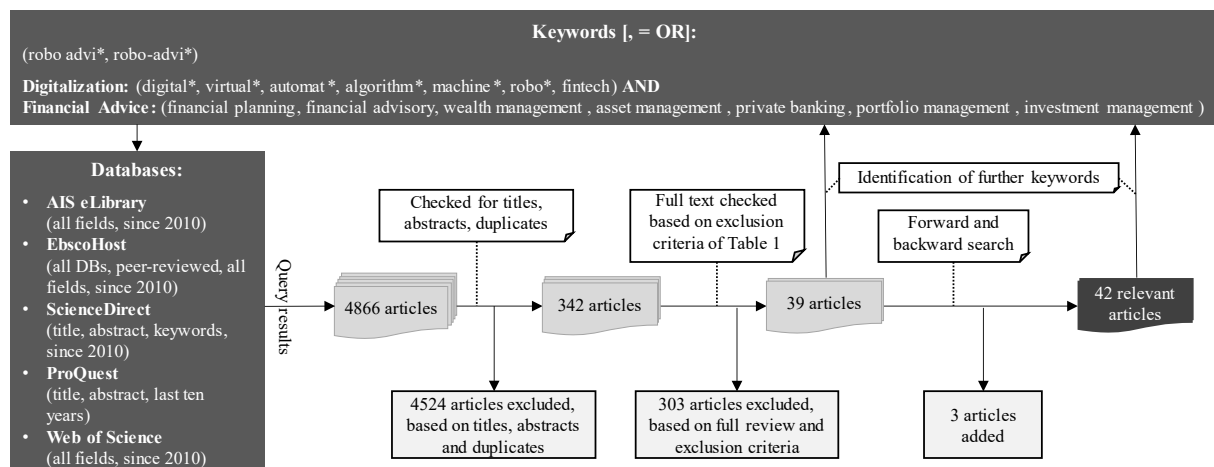 Keywords [, = OR]:
(robo advi*, robo-advi*)
Digitalization: (digital*, virtual*, automat*, algorithm*, machine*, robo*, fintech) AND
Financial Advice: (financial planning, financial advisory, wealth management, asset management, private banking, portfolio management, investment management)
Databases:
• AIS eLibrary
(all fields, since 2010)
• EbscoHost
(all DBs, peer-reviewed, all
fields, since 2010)
• ScienceDirect
(title, abstract, keywords,
since 2010)
• ProQuest
(title, abstract, last ten
years)
• Web of Science
(all fields, since 2010)
Query results
4866 articles
Checked for titles,
abstracts, duplicates
4524 articles excluded,
based on titles, abstracts
and duplicates
342 articles
Full text checked
based on exclusion
criteria of Table 1
303 articles excluded,
based on full review and
exclusion criteria
39 articles
Identification of further keywords
Forward and
backward search
3 articles
added
42 relevant
articles